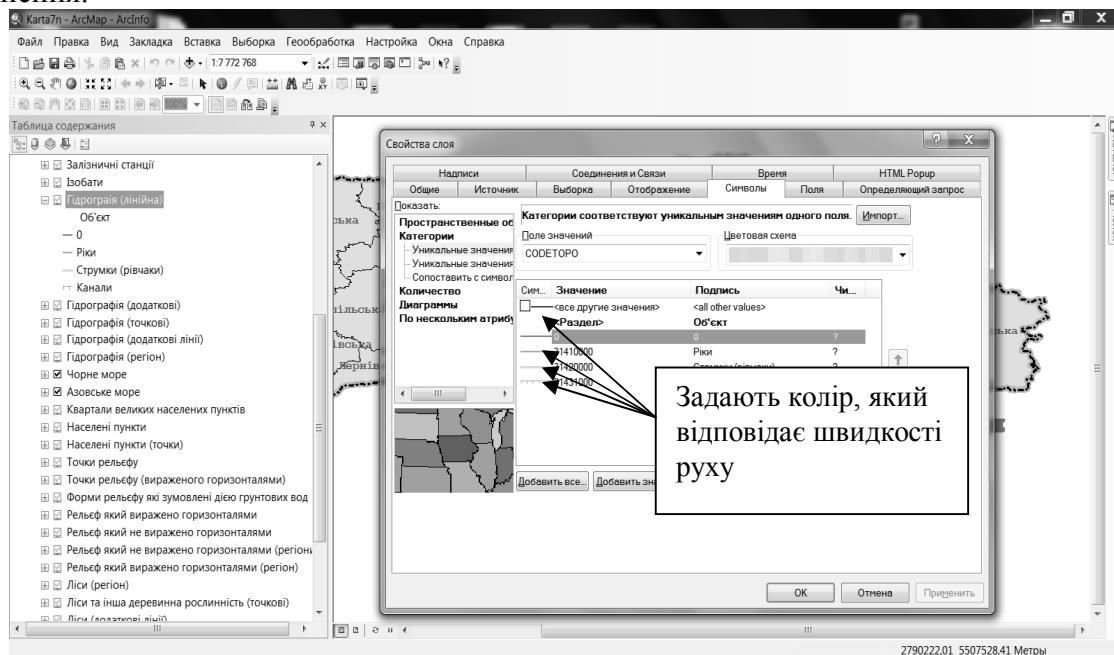 Karta7n - ArcMap - ArcInfo
Файл Правка Вид Закладка Вставка Выборка Геообработка Настройка Окна Справка
1:7 772 768
100%
Таблица содержания
Залізничні станції
Ізобати
Гідрограія (лінійна)
Об'єкт
0
Ріки
Струмки (рівчаки)
Канали
Гідрографія (додаткові)
Гідрографія (точкові)
Гідрографія (додаткові лінії)
Гідрографія (регіон)
Чорне море
Азовське море
Квартали великих населених пунктів
Населені пункти
Населені пункти (точки)
Точки рельєфу
Точки рельєфу (вираженого горизонталями)
Форми рельєфу які зумовлені дією грунтових вод
Рельєф який виражено горизонталями
Рельєф який не виражено горизонталями
Рельєф який не виражено горизонталями (регіони
Рельєф який виражено горизонталями (регіон)
Ліси (регіон)
Ліси та інша деревинна рослинність (точкові)
Свойства слоя
Надписи Соединения и Связи Время HTML Popup
Общие Источник Выборка Отображение Символы Поля Определяющий запрос
Показать:
Пространственные об
Категории
Уникальные значения
Уникальные значения
Сопоставить с символ
Количество
Диаграммы
По нескольким атрибу
Категории соответствуют уникальным значениям одного поля.
Импорт...
Поле значений
CODETOPO
Цветовая схема
Сим... Значение Подпись Чи...
<все другие значения> <all other values>
<Раздел> Об'єкт
0 0 ?
31410000 Ріки ?
Задають колір, який
відповідає швидкості
руху
Добавить все...
ОК Отмена Применить
2790222,01 5507528,41 Метры